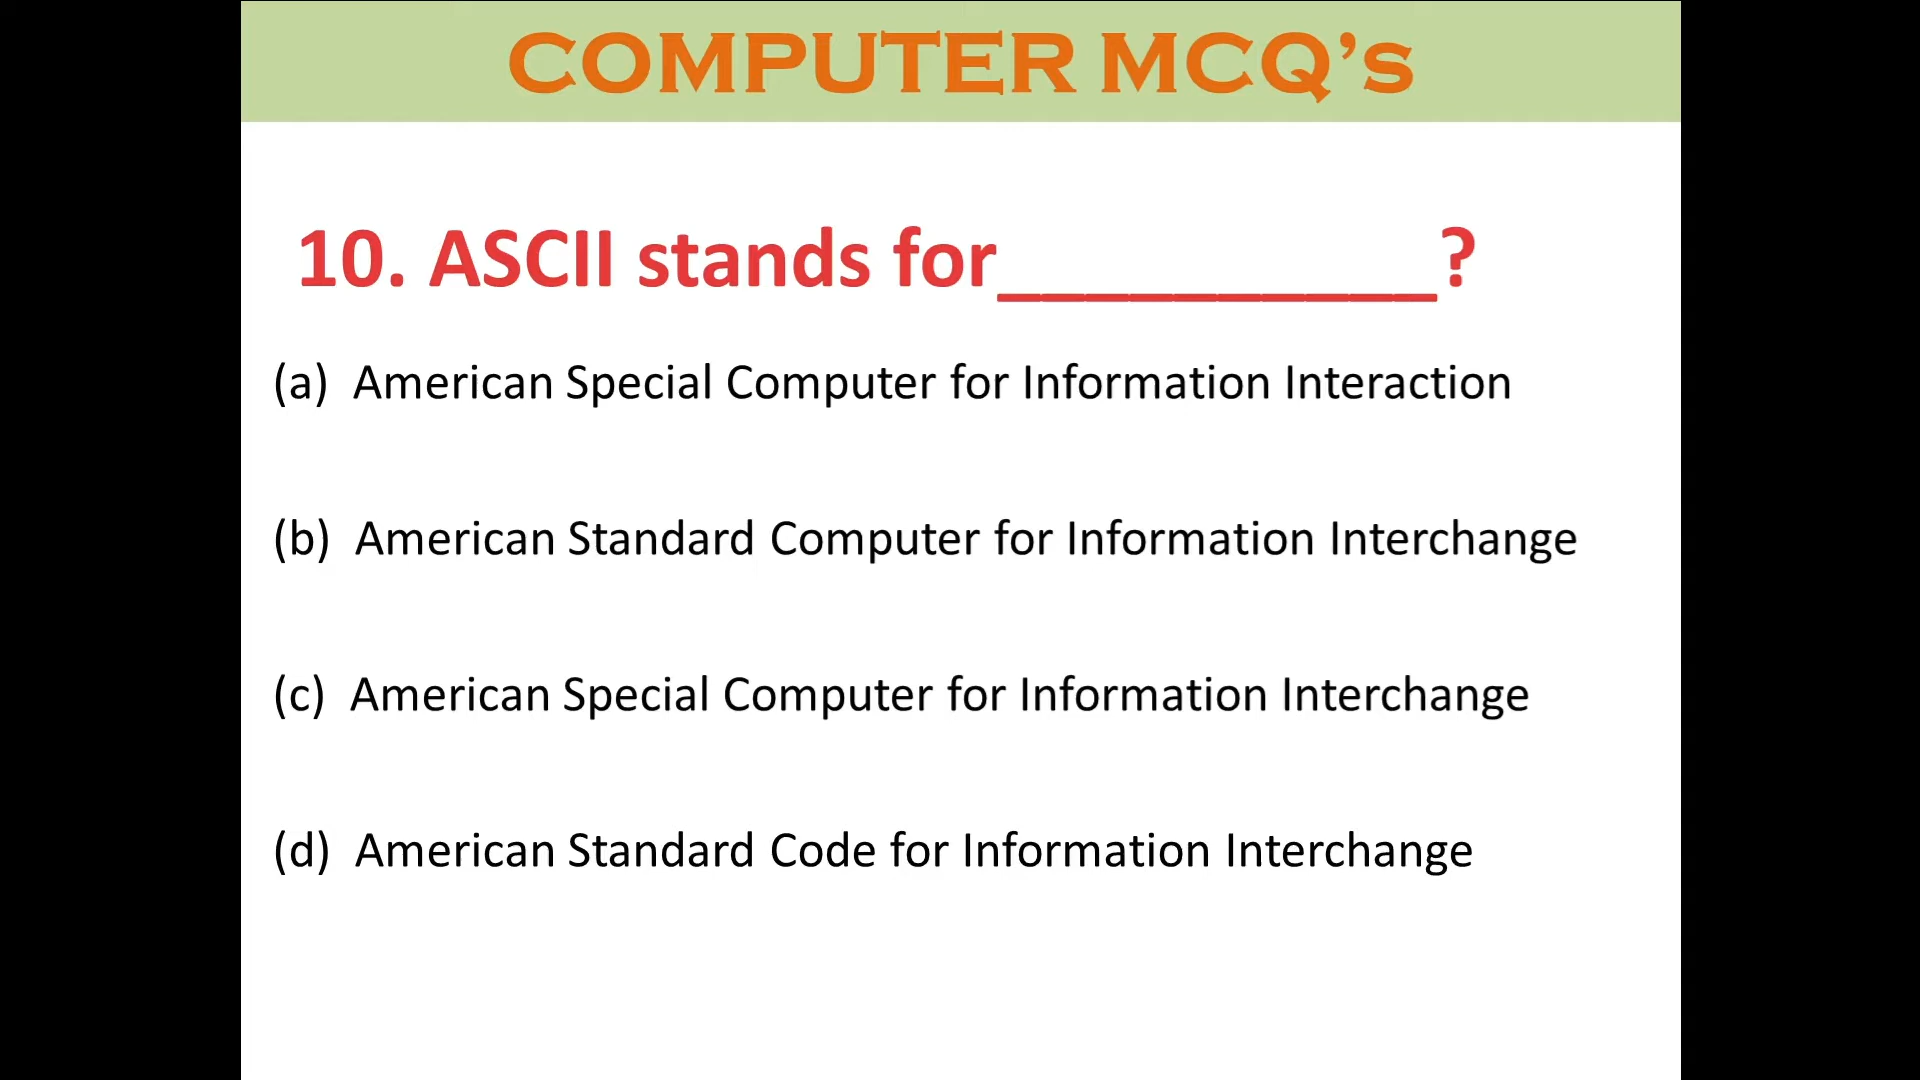 COMPUTER MCQ’s
10. ASCII stands for__________?
(a) American Special Computer for Information Interaction
(b) American Standard Computer for Information Interchange
(c) American Special Computer for Information Interchange
(d) American Standard Code for Information Interchange